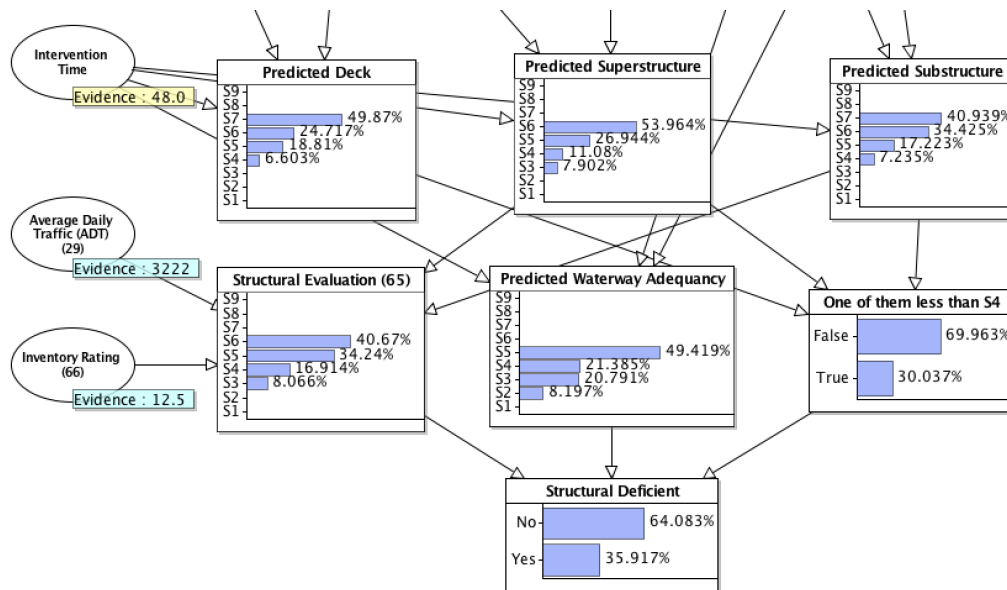 Intervention
Time
Evidence : 48.0
Predicted Deck
S9
S8
S7 49.87%
S6 24.717%
S5 18.81%
S4 6.603%
S3
S2
S1
Predicted Superstructure
S9
S8
S7
S6 53.964%
S5 26.944%
S4 11.08%
S3 7.902%
S2
S1
Predicted Substructure
S9
S8
S7 40.939%
S6 34.425%
S5 17.223%
S4 7.235%
S3
S2
S1
Average Daily
Traffic (ADT)
(29)
Evidence : 3222
Inventory Rating
(66)
Evidence : 12.5
Structural Evaluation (65)
S9
S8
S7
S6 40.67%
S5 34.24%
S4 16.914%
S3 8.066%
S2
S1
Predicted Waterway Adequancy
S9
S8
S7
S6
S5 49.419%
S4 21.385%
S3 20.791%
S2 8.197%
S1
One of them less than S4
False 69.963%
True 30.037%
Structural Deficient
No 64.083%
Yes 35.917%